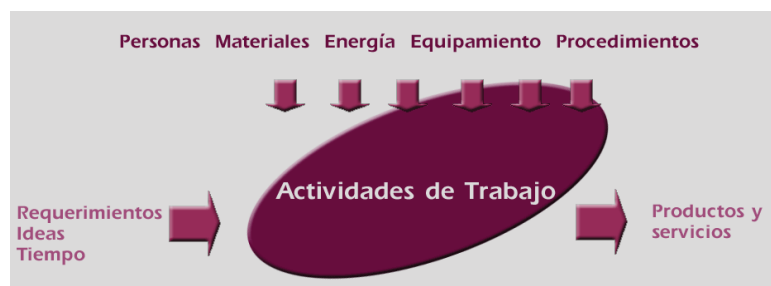 Personas Materiales Energía Equipamiento Procedimientos
Actividades de Trabajo
Requerimientos
Ideas
Tiempo
Productos y
servicios